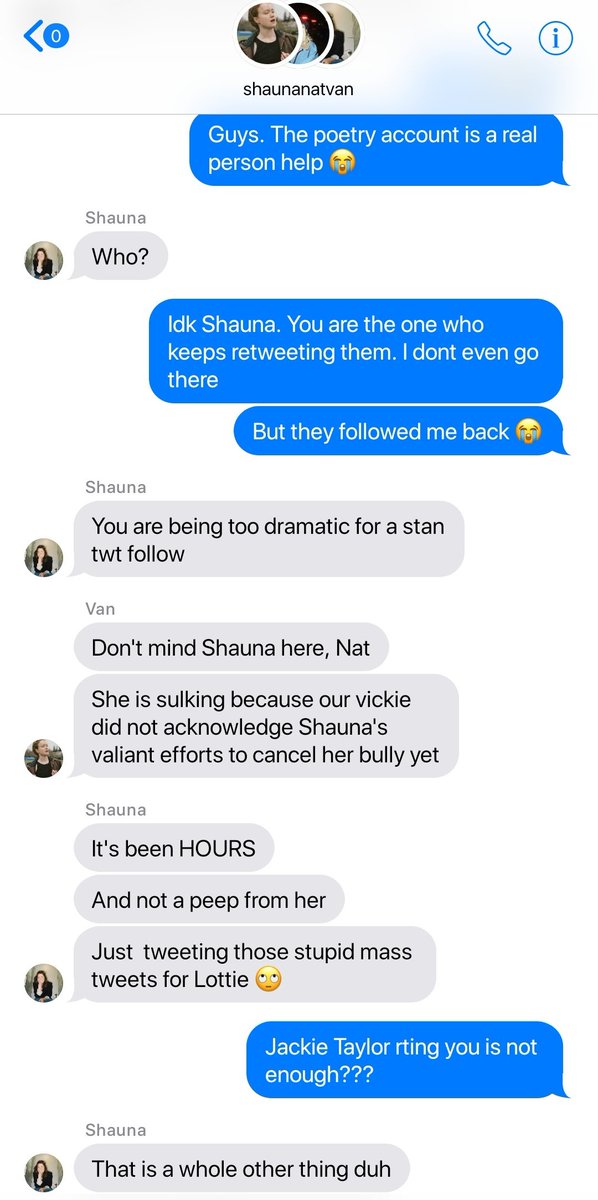 0
shaunanatvan
Guys. The poetry account is a real
person help 😭
Shauna
Who?
Idk Shauna. You are the one who
keeps retweeting them. I dont even go
there
But they followed me back 😭
Shauna
You are being too dramatic for a stan
twt follow
Van
Don't mind Shauna here, Nat
She is sulking because our vickie
did not acknowledge Shauna's
valiant efforts to cancel her bully yet
Shauna
It's been HOURS
And not a peep from her
Just  tweeting those stupid mass
tweets for Lottie 🙄
Jackie Taylor rting you is not
enough???
Shauna
That is a whole other thing duh